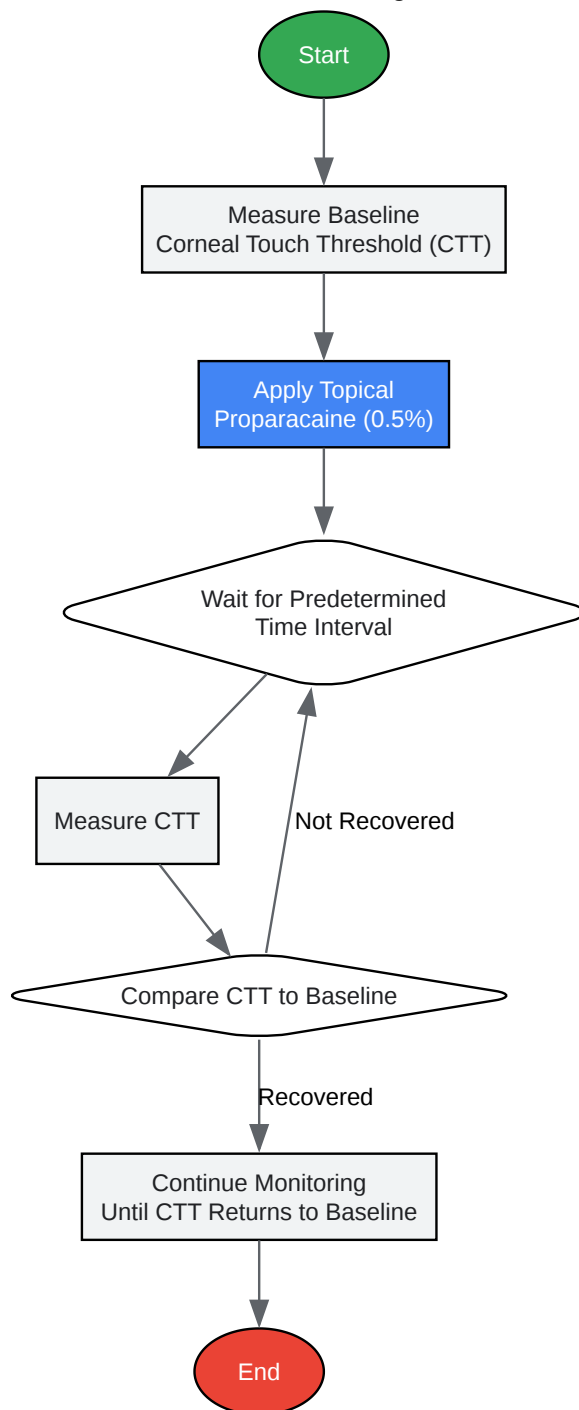 Start
Measure Baseline
Corneal Touch Threshold (CTT)
Apply Topical
Proparacaine (0.5%)
Wait for Predetermined
Time Interval
Measure CTT
Not Recovered
Compare CTT to Baseline
Recovered
Continue Monitoring
Until CTT Returns to Baseline
End